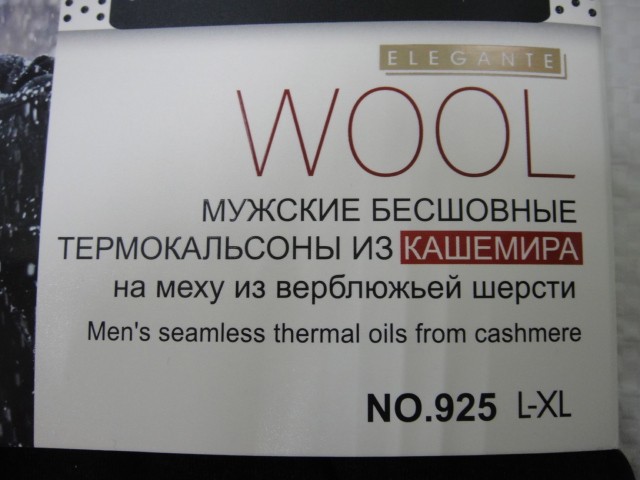 ELEGANTE
WOOL
МУЖСКИЕ БЕСШОВНЫЕ
ТЕРМОКАЛЬСОНЫ ИЗ КАШЕМИРА
на меху из верблюжьей шерсти
Men's seamless thermal oils from cashmere
NO.925 L-XL